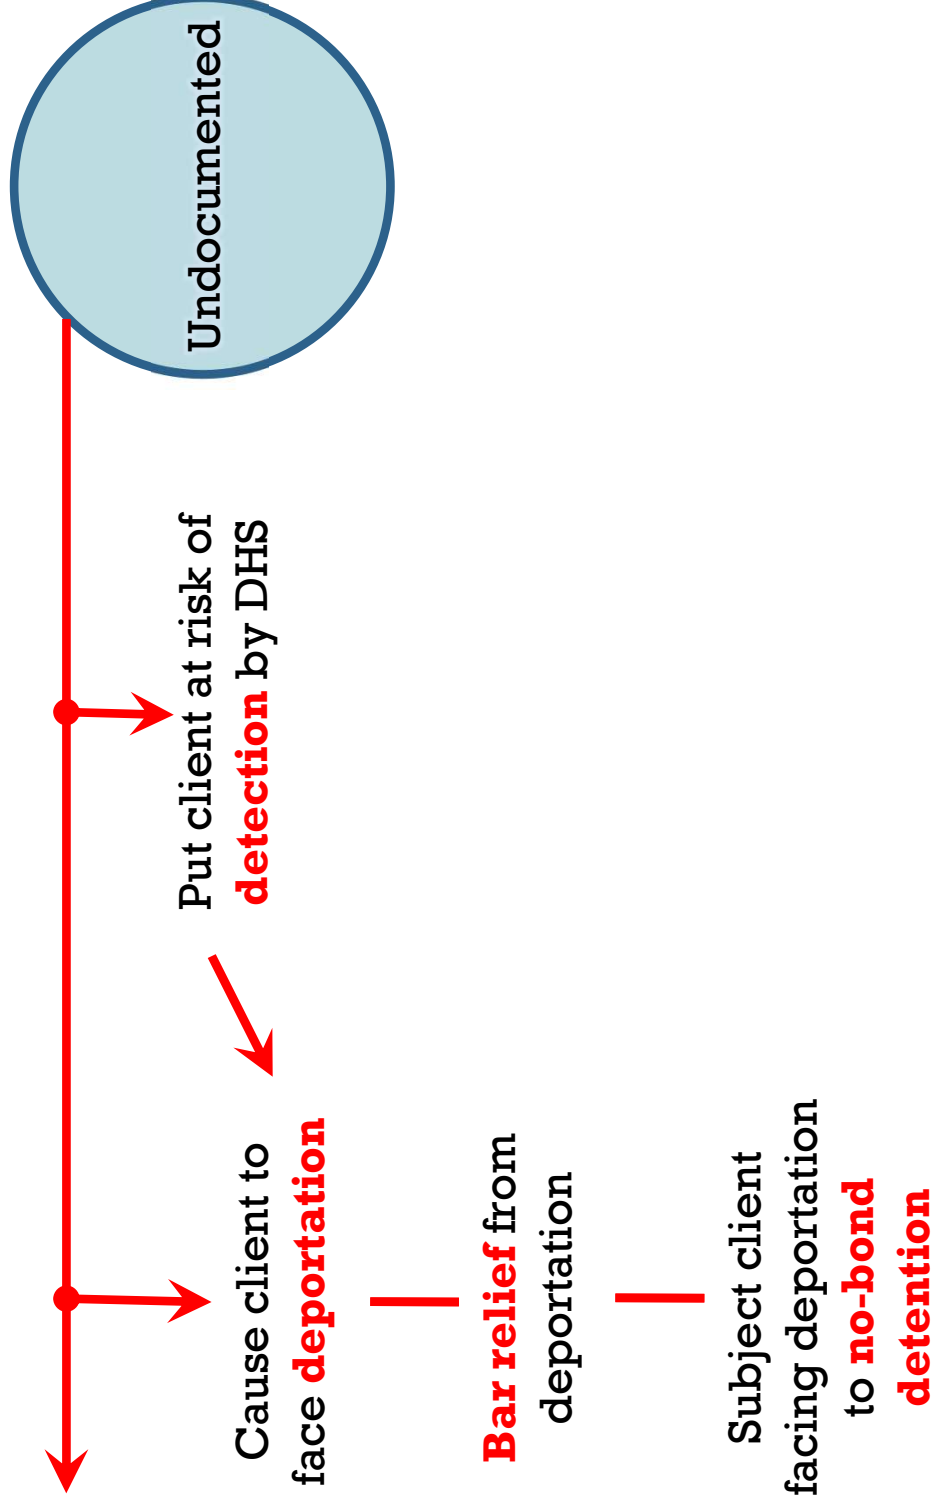 Undocumented
Put client at risk of
detection by DHS
Cause client to
face deportation
Bar relief from
deportation
Subject client
facing deportation
to no-bond
detention